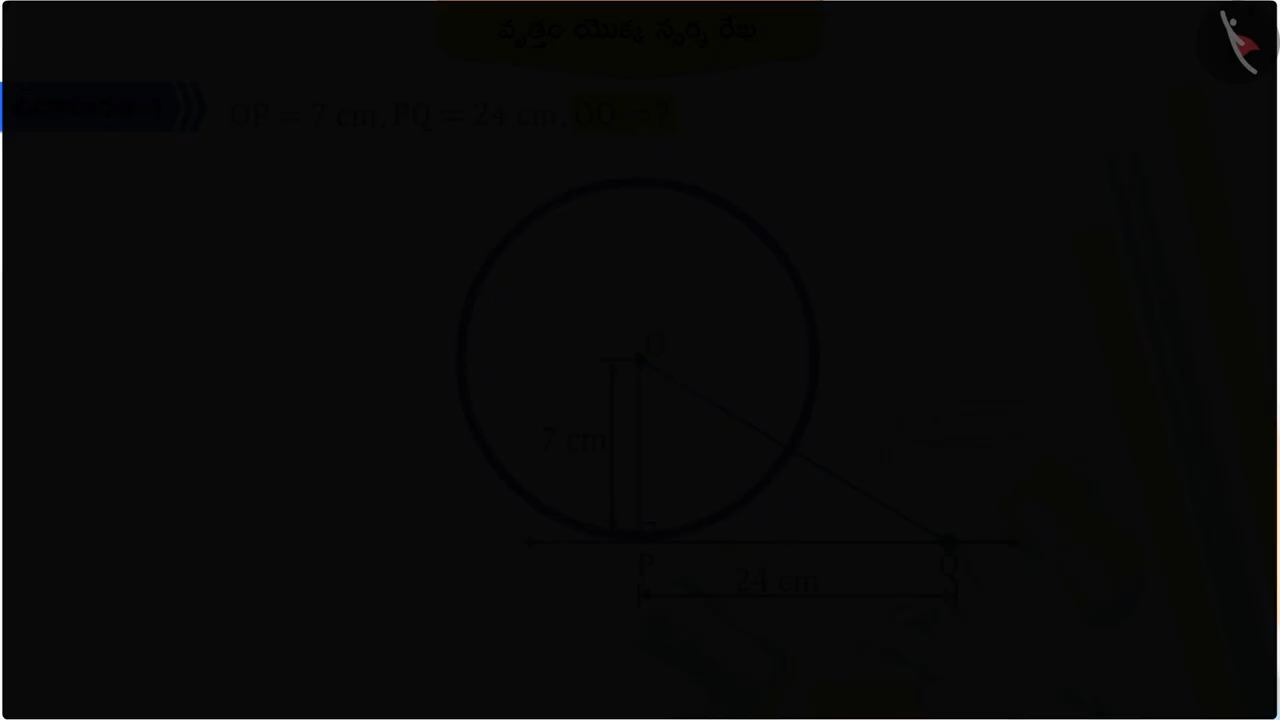 వృత్తం యొక్క స్పర్శ రేఖ
OP = 7 cm, PQ = 24 cm, OQ = ?
O
7 cm
P
Q
24 cm